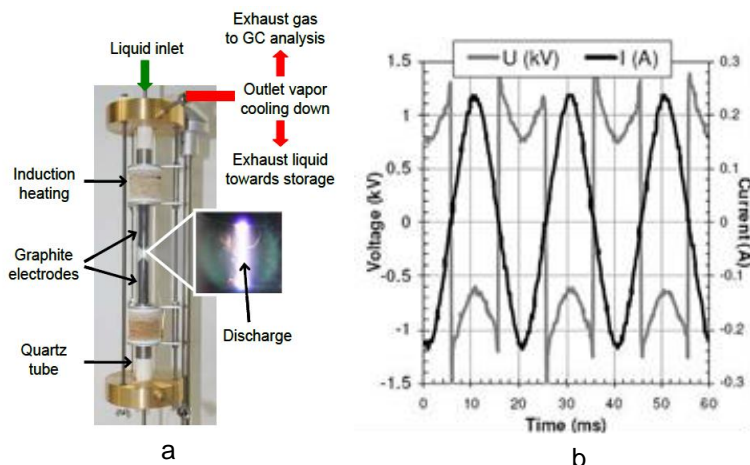 Exhaust gas
to GC analysis
Liquid inlet
Outlet vapor
cooling down
Exhaust liquid
towards storage
Induction
heating
Graphite
electrodes
Discharge
Quartz
tube
a
U (kV) I (A)
1.5
1
0.5
0
-0.5
-1
-1.5
Voltage (kV)
0.3
0.2
0.1
0
-0.1
-0.2
-0.3
Current (A)
0 10 20 30 40 50 60
Time (ms)
b